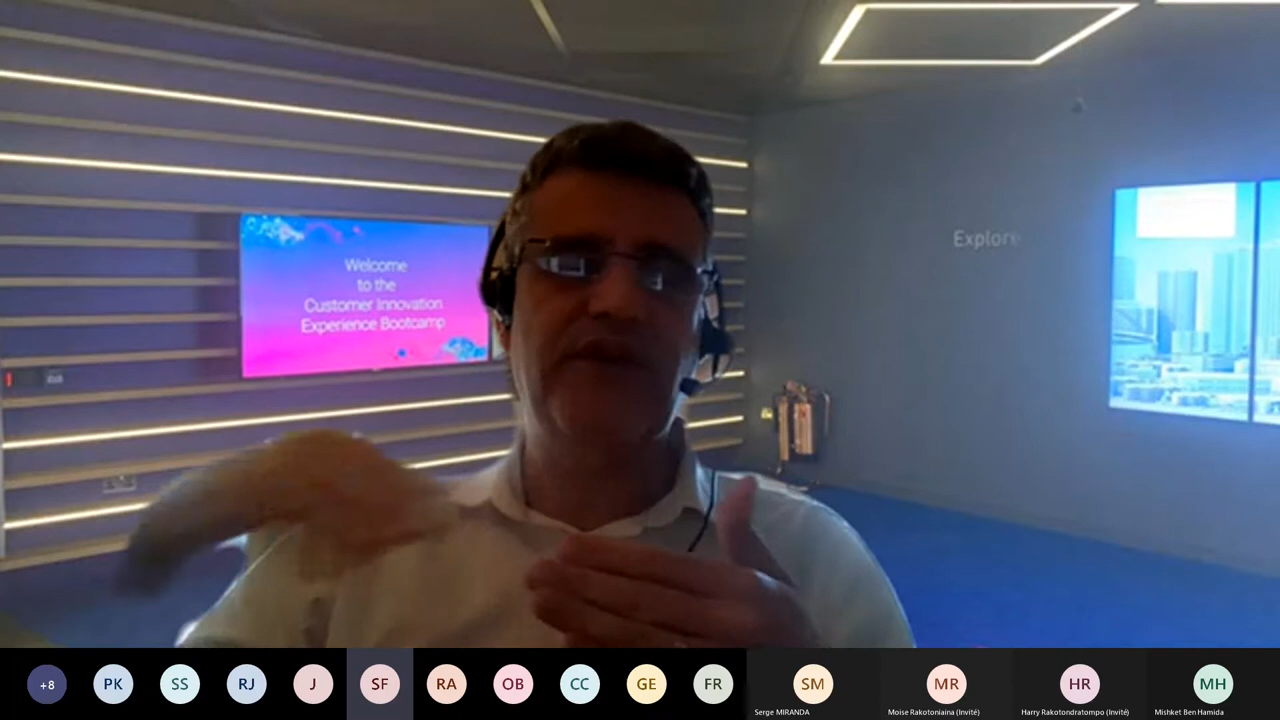 Welcome
to the
Customer Innovation
Experience Bootcamp
Explore
+8
PK
SS
RJ
J
SF
RA
OB
CC
GE
FR
SM
MR
HR
MH
Serge MIRANDA
Moise Rakotoniaina (Invité)
Harry Rakotondratompo (Invité)
Mishket Ben Hamida